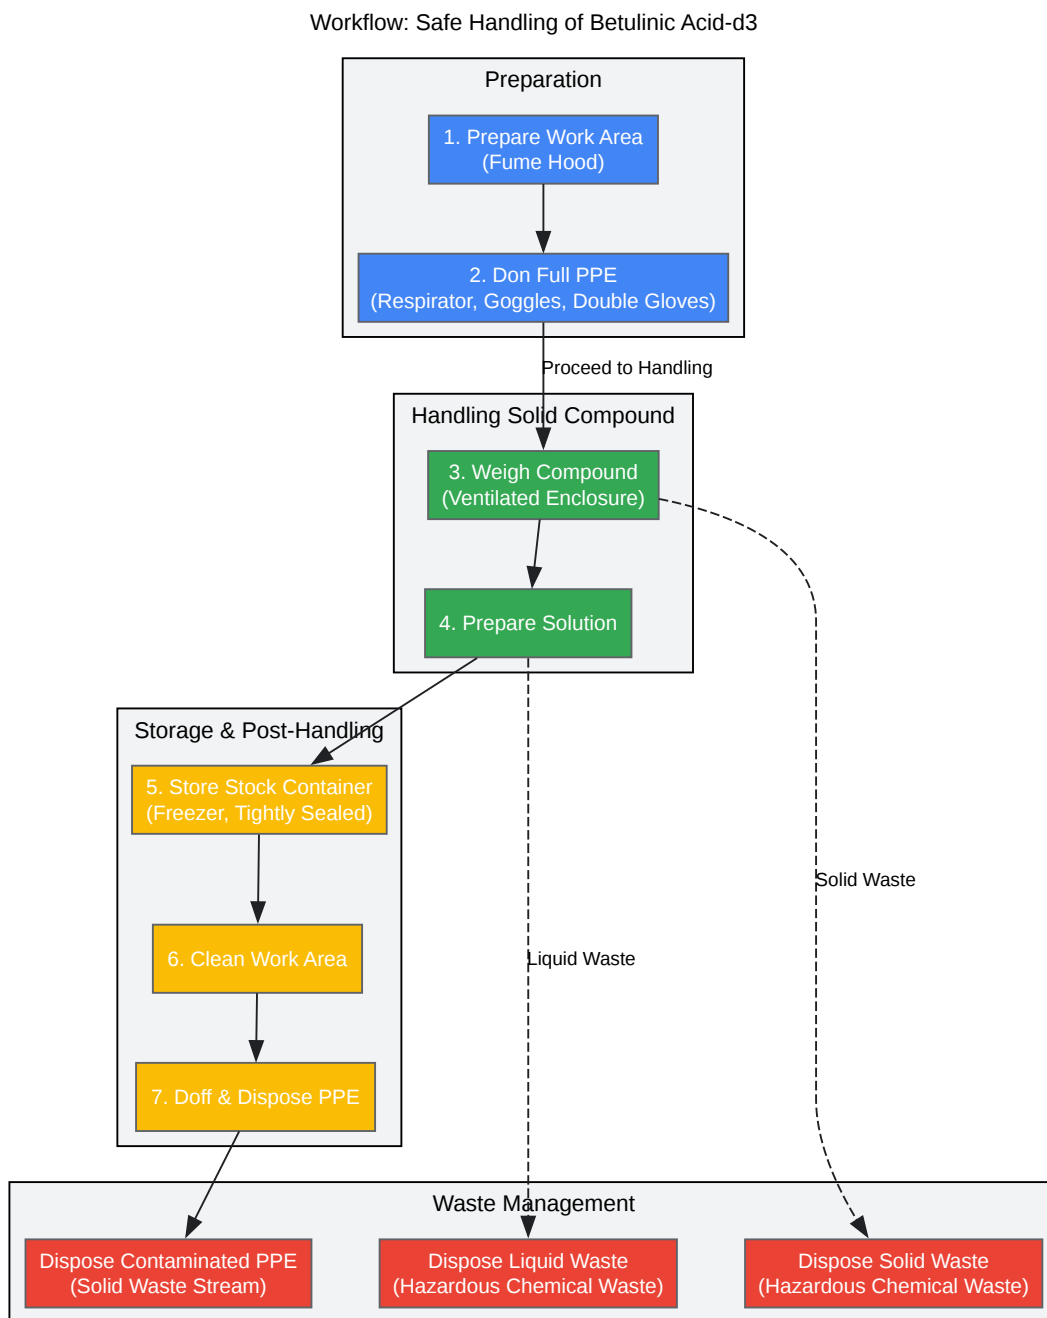 Workflow: Safe Handling of Betulinic Acid-d3
Preparation
1. Prepare Work Area
(Fume Hood)
2. Don Full PPE
(Respirator, Goggles, Double Gloves)
Proceed to Handling
Handling Solid Compound
3. Weigh Compound
(Ventilated Enclosure)
4. Prepare Solution
Storage & Post-Handling
5. Store Stock Container
(Freezer, Tightly Sealed)
6. Clean Work Area
7. Doff & Dispose PPE
Liquid Waste
Solid Waste
Waste Management
Dispose Contaminated PPE
(Solid Waste Stream)
Dispose Liquid Waste
(Hazardous Chemical Waste)
Dispose Solid Waste
(Hazardous Chemical Waste)